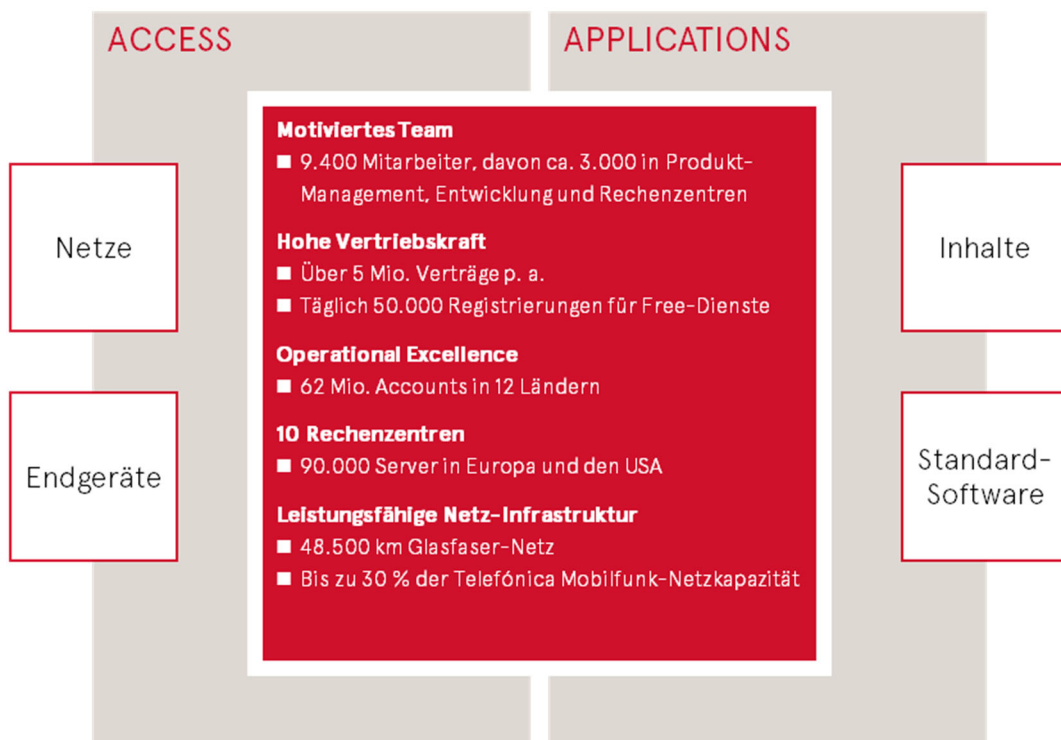 ACCESS
APPLICATIONS
Motiviertes Team
■ 9.400 Mitarbeiter, davon ca. 3.000 in Produkt-
Management, Entwicklung und Rechenzentren
Hohe Vertriebskraft
■ Über 5 Mio. Verträge p. a.
■ Täglich 50.000 Registrierungen für Free-Dienste
Operational Excellence
■ 62 Mio. Accounts in 12 Ländern
10 Rechenzentren
■ 90.000 Server in Europa und den USA
Leistungsfähige Netz-Infrastruktur
■ 48.500 km Glasfaser-Netz
■ Bis zu 30 % der Telefónica Mobilfunk-Netzkapazität
Netze
Endgeräte
Inhalte
Standard-
Software